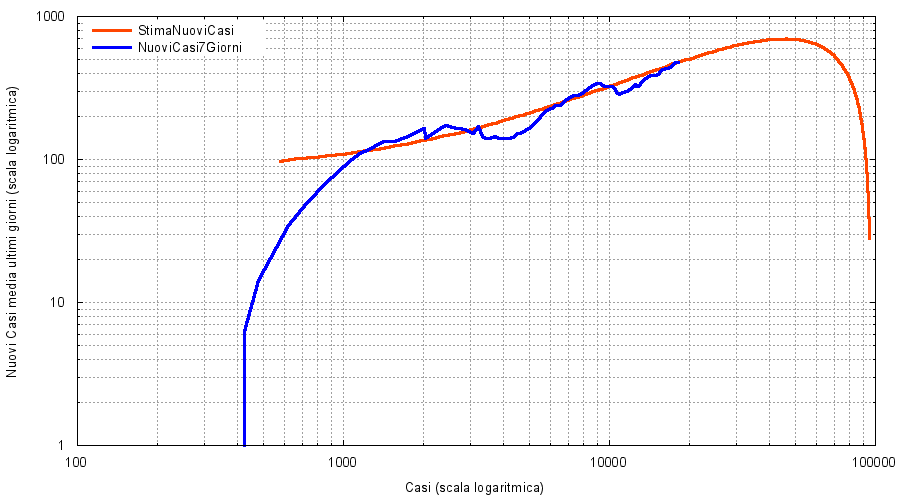 1000
StimaNuoviCasi
NuoviCasi7Giorni
100
10
1
Nuovi Casi media ultimi giorni (scala logaritmica)
100
1000
10000
100000
Casi (scala logaritmica)